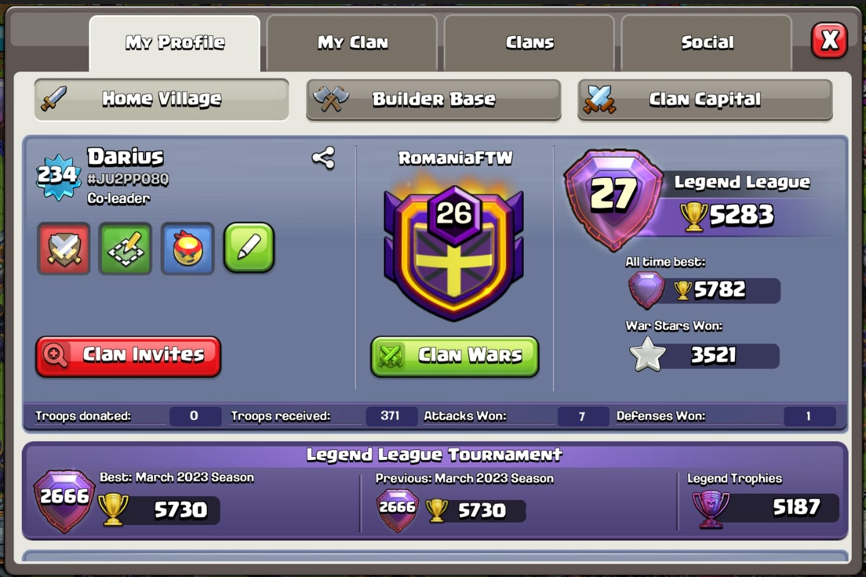 My Profile
My Clan
Clans
Social
X
Home Village
Builder Base
Clan Capital
234
Darius
#JU2PP08Q
Co-leader
Clan Invites
RomaniaFTW
26
Clan Wars
27
Legend League
5283
All time best:
5782
War Stars Won:
3521
Troops donated: 0
Troops received: 371
Attacks Won: 7
Defenses Won: 1
Legend League Tournament
Best: March 2023 Season
2666
5730
Previous: March 2023 Season
2666
5730
Legend Trophies
5187